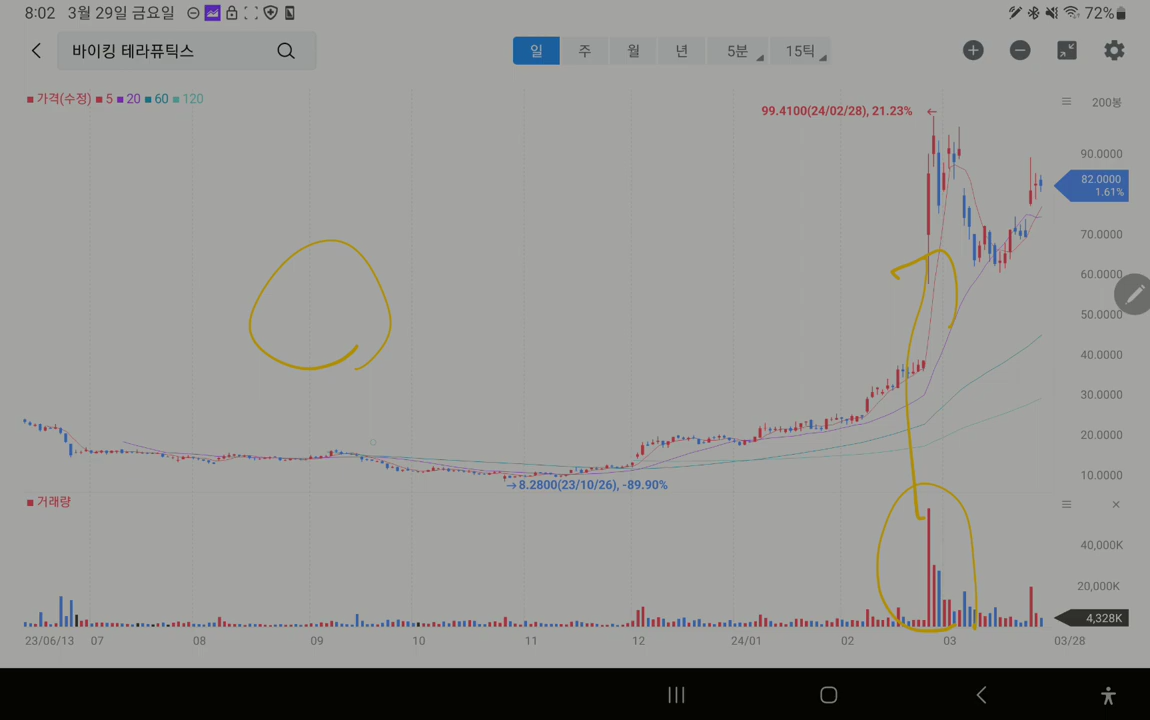 8:02 3월 29일 금요일
72%
바이킹 테라퓨틱스
일 주 월 년 5분 15틱
가격(수정) 5 20 60 120
200봉
99.4100(24/02/28), 21.23%
90.0000
82.0000
1.61%
70.0000
60.0000
50.0000
40.0000
30.0000
20.0000
10.0000
8.2800(23/10/26), -89.90%
거래량
40,000K
20,000K
4,328K
23/06/13 07 08 09 10 11 12 24/01 02 03 03/28